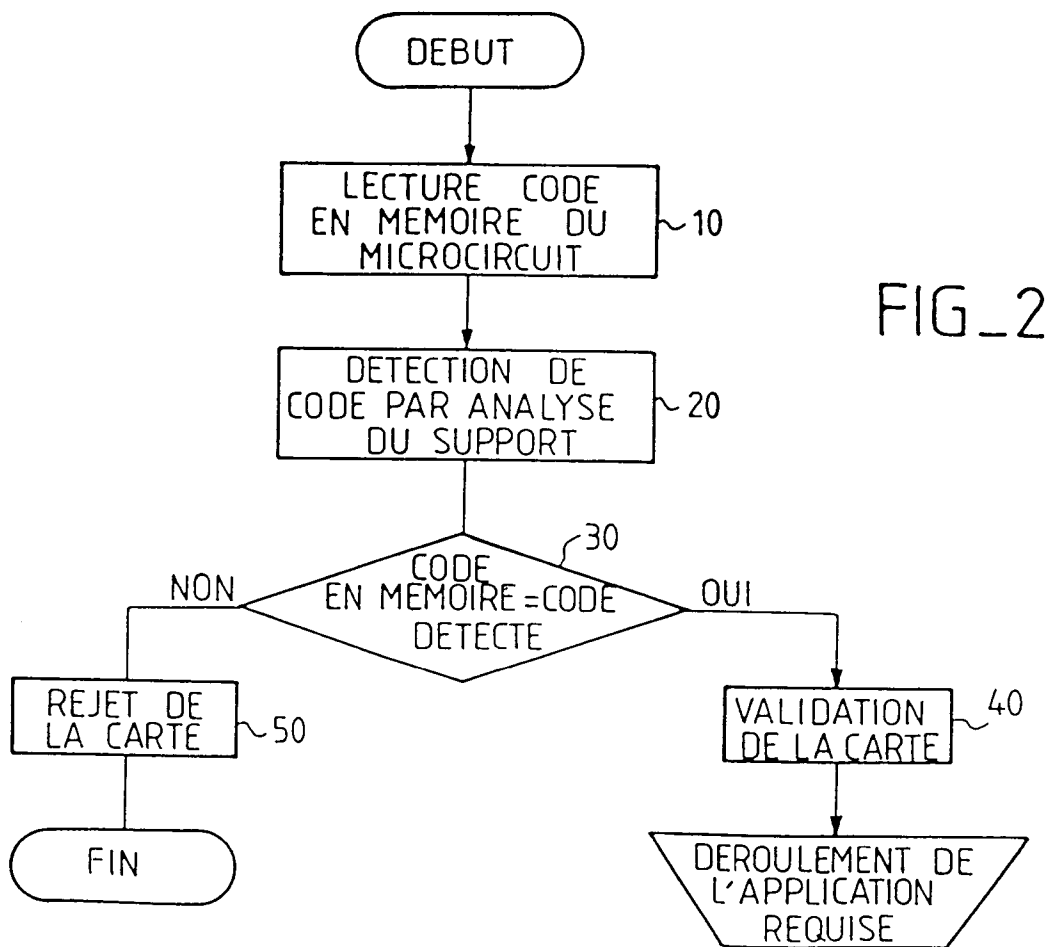 DEBUT
LECTURE CODE
EN MEMOIRE DU
MICROCIRCUIT
10
FIG_2
DETECTION DE
CODE PAR ANALYSE
DU SUPPORT
20
30
CODE
EN MEMOIRE = CODE
DETECTE
NON
OUI
REJET DE
LA CARTE
50
VALIDATION
DE LA CARTE
40
FIN
DEROULEMENT DE
L'APPLICATION
REQUISE